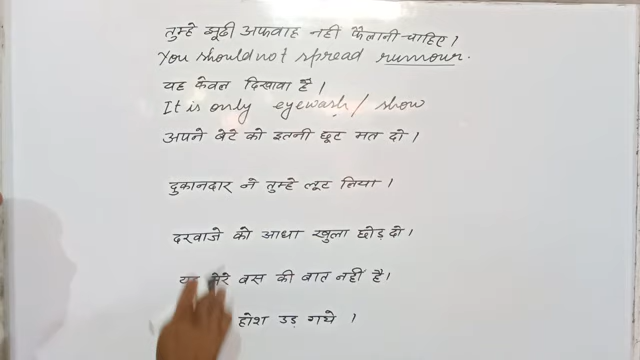 तुम्हे झूठी अफवाह नही फैलानी चाहिए।
You should not spread rumour.
यह केवल दिखावा है।
It is only eyewash / show
अपने बेटे को इतनी छूट मत दो।
दुकानदार ने तुम्हे लूट लिया।
दरवाजे को आधा खुला छोड़ दो।
मेरे बस की बात नहीं है।
होश उड़ गये।